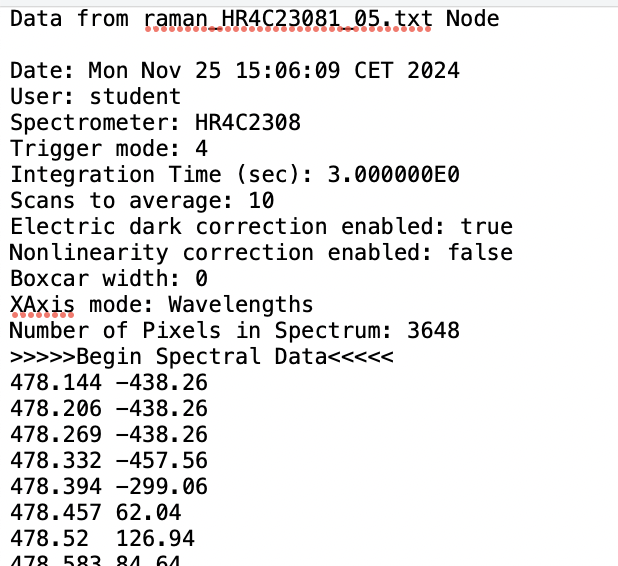 Data from raman_HR4C23081_05.txt Node
Date: Mon Nov 25 15:06:09 CET 2024
User: student
Spectrometer: HR4C2308
Trigger mode: 4
Integration Time (sec): 3.000000E0
Scans to average: 10
Electric dark correction enabled: true
Nonlinearity correction enabled: false
Boxcar width: 0
XAxis mode: Wavelengths
Number of Pixels in Spectrum: 3648
>>>>>Begin Spectral Data<<<<<
478.144 -438.26
478.206 -438.26
478.269 -438.26
478.332 -457.56
478.394 -299.06
478.457 62.04
478.52 126.94
478.583 84.64